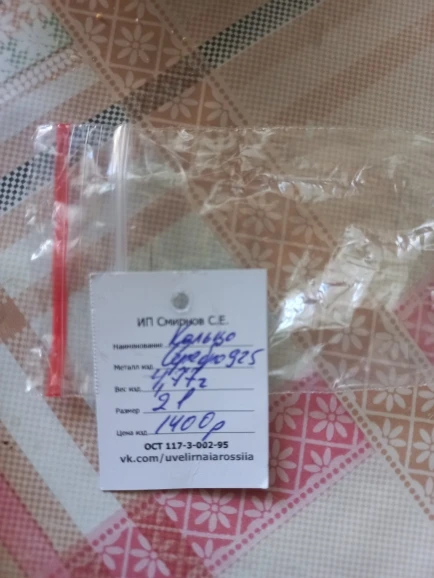 ИП Смирнов С.Е.
Наименование Кольцо
Металл изд. Серебро 925
Вес изд. 4,77г
Размер 21
Цена изд. 1400р
ОСТ 117-3-002-95
vk.com/uvelirnaiarossiia